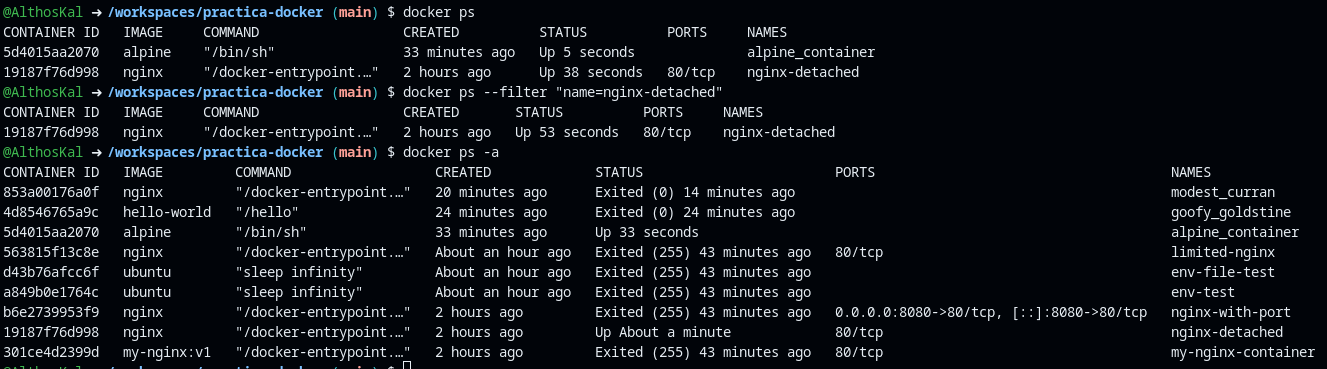 @AlthosKal → /workspaces/practica-docker (main) $ docker ps
CONTAINER ID   IMAGE     COMMAND                  CREATED          STATUS          PORTS     NAMES
5d4015aa2070   alpine    "/bin/sh"                33 minutes ago   Up 5 seconds              alpine_container
19187f76d998   nginx     "/docker-entrypoint.…"   2 hours ago      Up 38 seconds   80/tcp    nginx-detached
@AlthosKal → /workspaces/practica-docker (main) $ docker ps --filter "name=nginx-detached"
CONTAINER ID   IMAGE     COMMAND                  CREATED       STATUS          PORTS     NAMES
19187f76d998   nginx     "/docker-entrypoint.…"   2 hours ago   Up 53 seconds   80/tcp    nginx-detached
@AlthosKal → /workspaces/practica-docker (main) $ docker ps -a
CONTAINER ID   IMAGE         COMMAND                  CREATED             STATUS                        PORTS                                     NAMES
853a00176a0f   nginx         "/docker-entrypoint.…"   20 minutes ago      Exited (0) 14 minutes ago                                               modest_curran
4d8546765a9c   hello-world   "/hello"                 24 minutes ago      Exited (0) 24 minutes ago                                               goofy_goldstine
5d4015aa2070   alpine        "/bin/sh"                33 minutes ago      Up 33 seconds                                                           alpine_container
563815f13c8e   nginx         "/docker-entrypoint.…"   About an hour ago   Exited (255) 43 minutes ago   80/tcp                                    limited-nginx
d43b76afcc6f   ubuntu        "sleep infinity"         About an hour ago   Exited (255) 43 minutes ago                                             env-file-test
a849b0e1764c   ubuntu        "sleep infinity"         About an hour ago   Exited (255) 43 minutes ago                                             env-test
b6e2739953f9   nginx         "/docker-entrypoint.…"   2 hours ago         Exited (255) 43 minutes ago   0.0.0.0:8080->80/tcp, [::]:8080->80/tcp   nginx-with-port
19187f76d998   nginx         "/docker-entrypoint.…"   2 hours ago         Up About a minute             80/tcp                                    nginx-detached
301ce4d2399d   my-nginx:v1   "/docker-entrypoint.…"   2 hours ago         Exited (255) 43 minutes ago   80/tcp                                    my-nginx-container
@AlthosKal → /workspaces/practica-docker (main) $